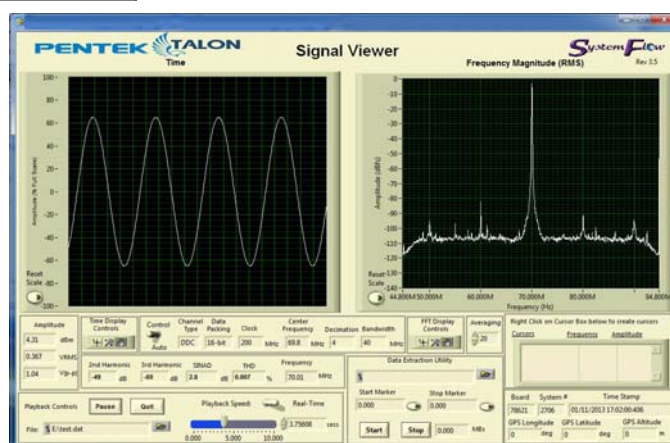 PENTEK TALON
Signal Viewer
SystemFlow
Rev 3.5
Time
Frequency Magnitude (RMS)
Amplitude (% Full Scale)
100
80
60
40
20
0
-20
-40
-60
-80
-100
Reset
Scale
Amplitude (dBfs)
0
-10
-20
-30
-40
-50
-60
-70
-80
-90
-100
-110
-120
-130
-140
Reset
Scale
44.800M 50.000M 60.000M 70.000M 80.000M 94.800M
Frequency (Hz)
Amplitude
4.31 dBm
0.367 VRMS
1.04
Time Display
Controls
Control
Auto
Channel
Type
DDC
Data
Packing
16-bit
Clock
200 MHz
Center
Frequency
69.8 MHz
Decimation
4
Bandwidth
40 MHz
FFT Display
Controls
Averaging
20
Right Click on Cursor Box below to create cursors
Cursors Frequency Amplitude
2nd Harmonic
-49 dB
3rd Harmonic
-69 dB
SINAD
2.8 dB
THD
0.007 %
Frequency
70.01 MHz
Data Extraction Utility
Start Marker
0.000
Stop Marker
0.000
Start
Stop
0.000 MBs
Playback Controls
Pause
Quit
File: E:\test.dat
Playback Speed:
Real-Time
0.000 5.000 10.000
3.75608 secs
Board System # Time Stamp
78621 2706 01/11/2013 17:02:00:406
GPS Longitude GPS Latitude GPS Altitude
0 deg 0 deg 0 m